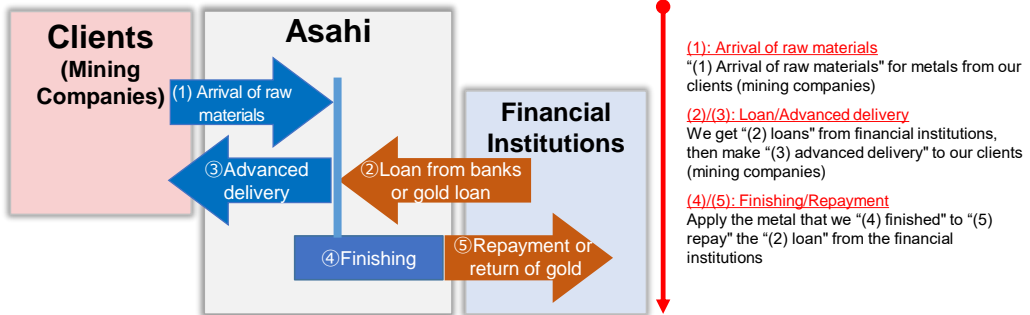 Clients
(Mining
Companies)
Asahi
Financial
Institutions
(1) Arrival of raw
materials
③Advanced
delivery
②Loan from banks
or gold loan
④Finishing
⑤Repayment or
return of gold
(1): Arrival of raw materials
“(1) Arrival of raw materials" for metals from our
clients (mining companies)
(2)/(3): Loan/Advanced delivery
We get “(2) loans" from financial institutions,
then make “(3) advanced delivery" to our clients
(mining companies)
(4)/(5): Finishing/Repayment
Apply the metal that we “(4) finished" to “(5)
repay" the “(2) loan" from the financial
institutions